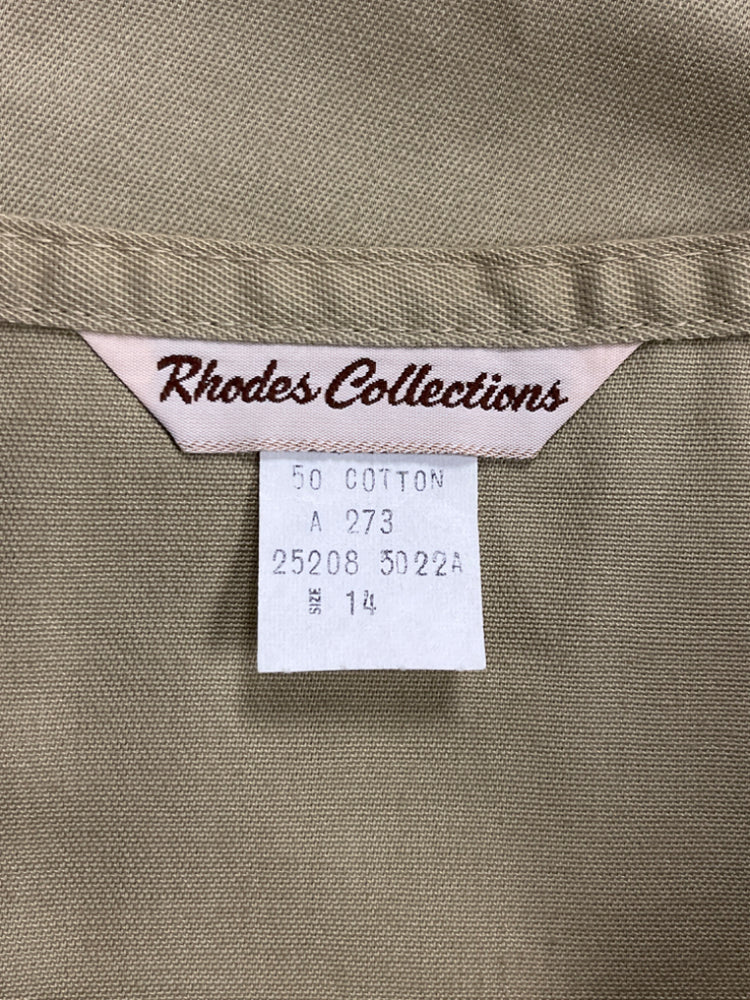 Rhodes Collections
50 COTTON
A 273
25208 5022A
SIZE 14